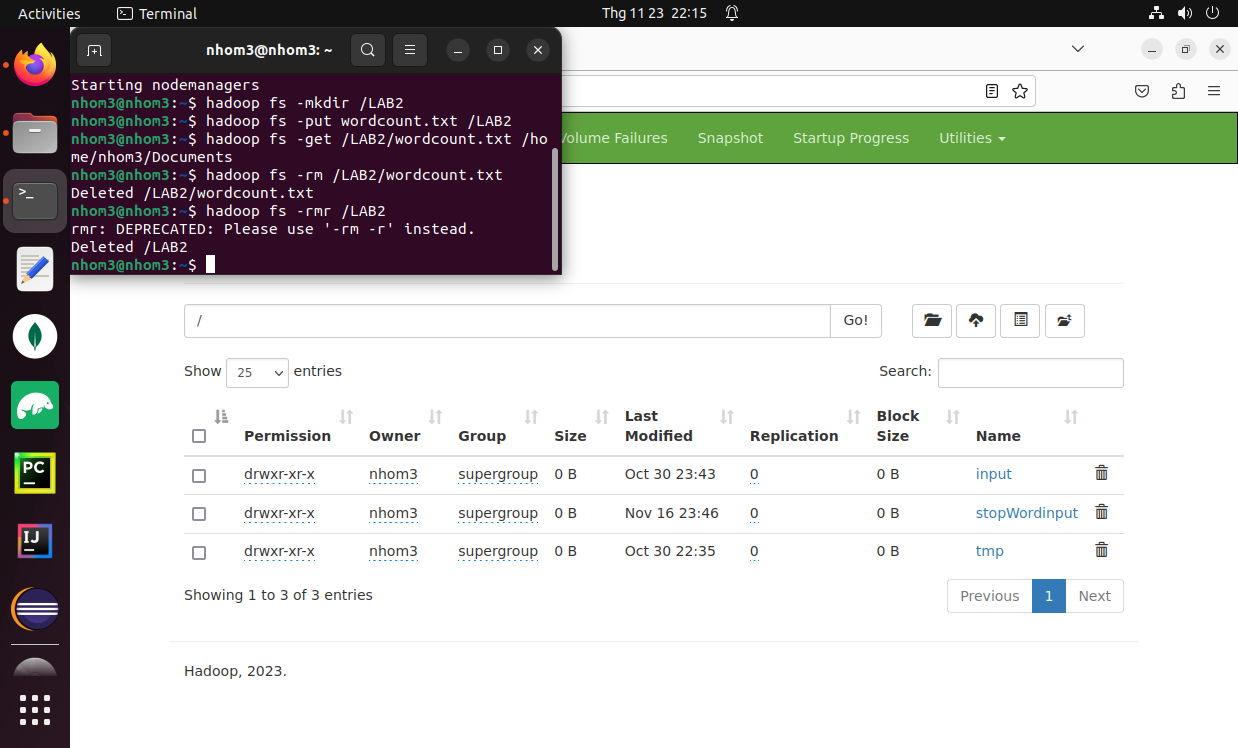 Activities Terminal Thg 11 23 22:15
nhom3@nhom3: ~
Starting nodemanagers
nhom3@nhom3:~$ hadoop fs -mkdir /LAB2
nhom3@nhom3:~$ hadoop fs -put wordcount.txt /LAB2
nhom3@nhom3:~$ hadoop fs -get /LAB2/wordcount.txt /ho
me/nhom3/Documents
nhom3@nhom3:~$ hadoop fs -rm /LAB2/wordcount.txt
Deleted /LAB2/wordcount.txt
nhom3@nhom3:~$ hadoop fs -rmr /LAB2
rmr: DEPRECATED: Please use '-rm -r' instead.
Deleted /LAB2
nhom3@nhom3:~$
Volume Failures Snapshot Startup Progress Utilities
/ Go!
Show 25 entries Search:
Permission Owner Group Size Last Modified Replication Block Size Name
drwxr-xr-x nhom3 supergroup 0 B Oct 30 23:43 0 0 B input
drwxr-xr-x nhom3 supergroup 0 B Nov 16 23:46 0 0 B stopWordinput
drwxr-xr-x nhom3 supergroup 0 B Oct 30 22:35 0 0 B tmp
Showing 1 to 3 of 3 entries Previous 1 Next
Hadoop, 2023.
PC
IJ